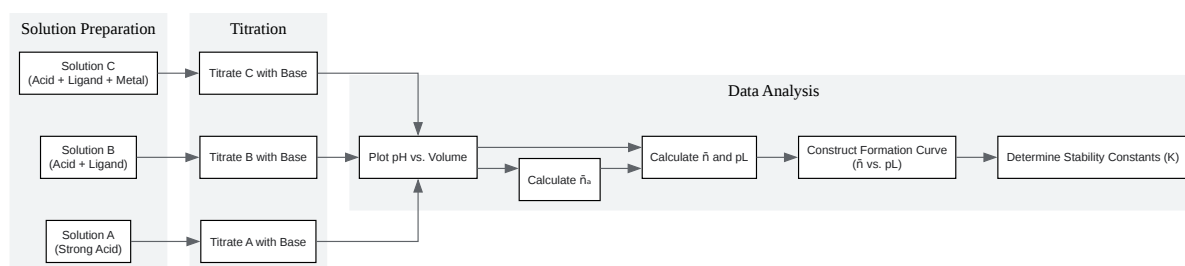 Solution Preparation
Titration
Solution C
(Acid + Ligand + Metal)
Titrate C with Base
Data Analysis
Solution B
(Acid + Ligand)
Titrate B with Base
Plot pH vs. Volume
Calculate n̄ₐ
Calculate n̄ and pL
Construct Formation Curve
(n̄ vs. pL)
Determine Stability Constants (K)
Solution A
(Strong Acid)
Titrate A with Base